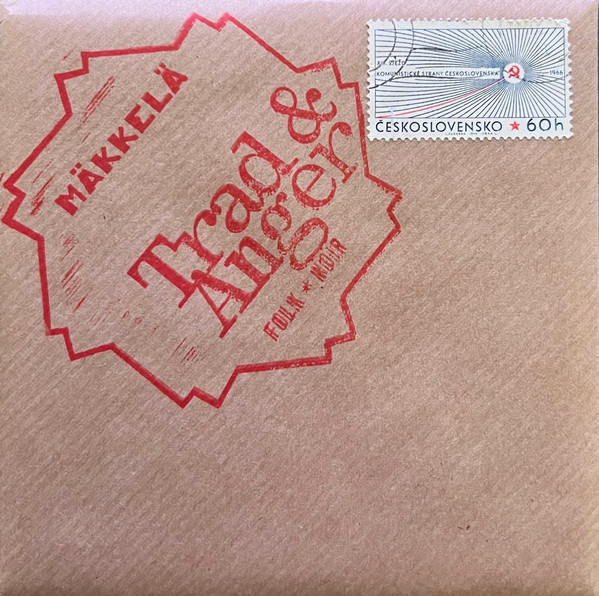 MÄKKELÄ
Trad &
Anger
FOLK ★ NOIR
KOMUNISTICKÉ STRANY ČESKOSLOVENSKA
1966
ČESKOSLOVENSKO ★ 60h